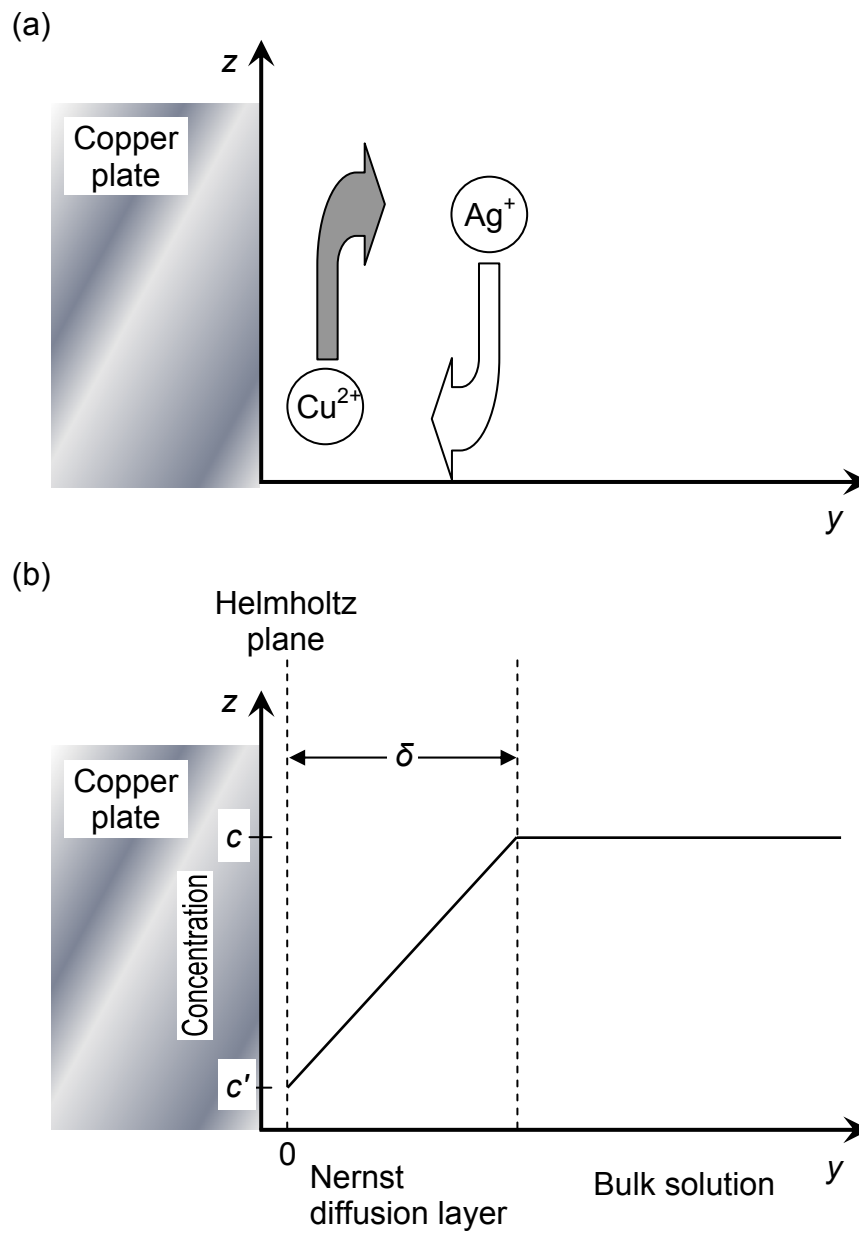 (a)
z
Copper
plate
Ag⁺
Cu²⁺
y
(b)
Helmholtz
plane
z
Copper
plate
δ
c
Concentration
c'
0
y
Nernst
diffusion layer
Bulk solution